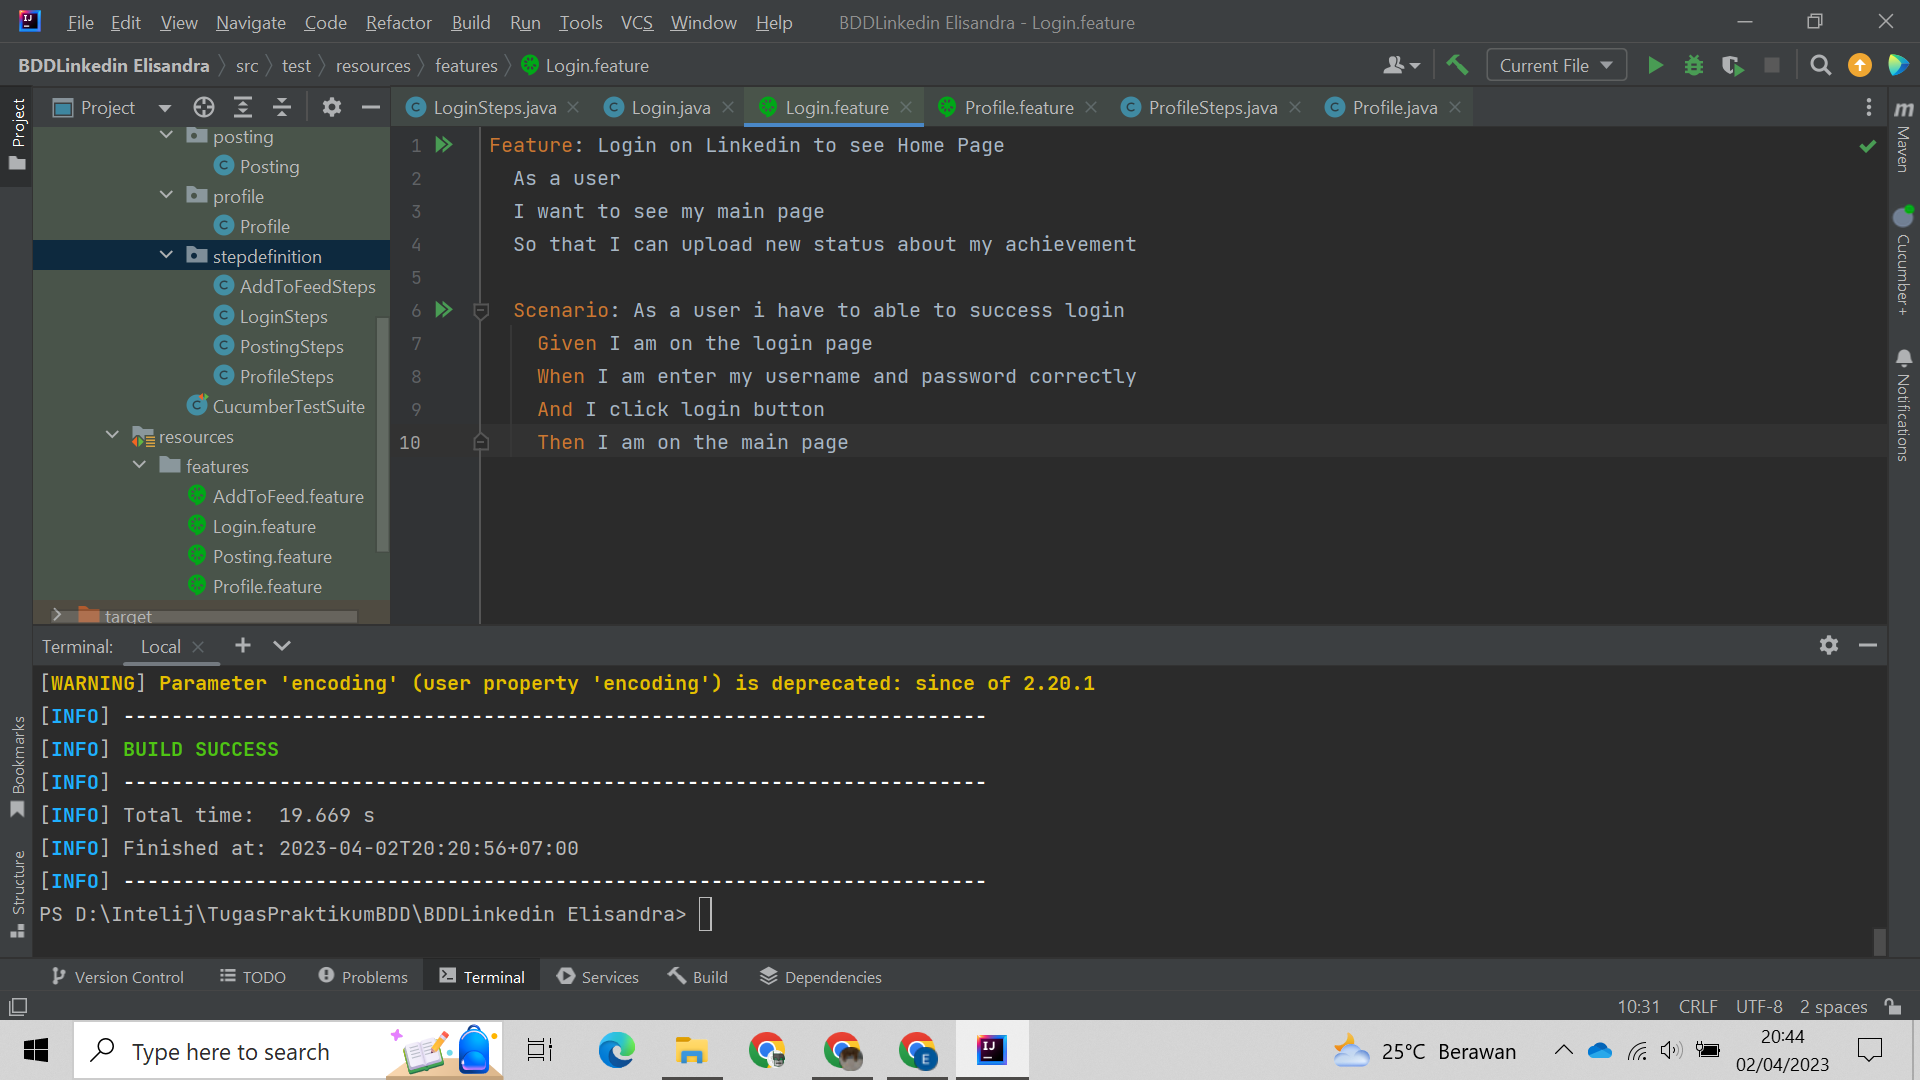 File Edit View Navigate Code Refactor Build Run Tools VCS Window Help BDDLinkedin Elisandra - Login.feature
BDDLinkedin Elisandra src test resources features Login.feature Current File
Project LoginSteps.java Login.java Login.feature Profile.feature ProfileSteps.java Profile.java
Project
posting
Posting
profile
Profile
stepdefinition
AddToFeedSteps
LoginSteps
PostingSteps
ProfileSteps
CucumberTestSuite
resources
features
AddToFeed.feature
Login.feature
Posting.feature
Profile.feature
target
1 Feature: Login on Linkedin to see Home Page
2 As a user
3 I want to see my main page
4 So that I can upload new status about my achievement
5
6 Scenario: As a user i have to able to success login
7 Given I am on the login page
8 When I am enter my username and password correctly
9 And I click login button
10 Then I am on the main page
m Maven
Cucumber+
Notifications
Terminal: Local
[WARNING] Parameter 'encoding' (user property 'encoding') is deprecated: since of 2.20.1
[INFO] ------------------------------------------------------------------------
[INFO] BUILD SUCCESS
[INFO] ------------------------------------------------------------------------
[INFO] Total time:  19.669 s
[INFO] Finished at: 2023-04-02T20:20:56+07:00
[INFO] ------------------------------------------------------------------------
PS D:\Intelij\TugasPraktikumBDD\BDDLinkedin Elisandra>
Bookmarks
Structure
Version Control TODO Problems Terminal Services Build Dependencies
10:31 CRLF UTF-8 2 spaces
Type here to search 25°C Berawan 20:44
02/04/2023